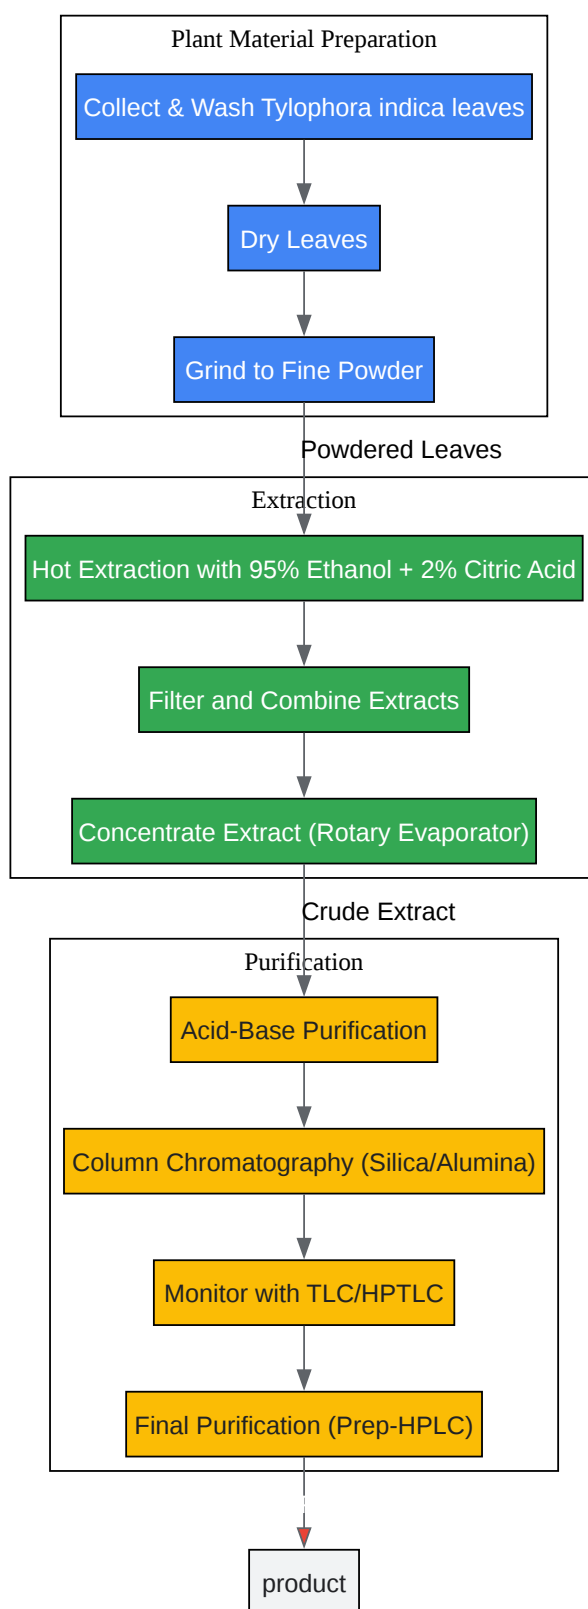 Plant Material Preparation
Collect & Wash Tylophora indica leaves
Dry Leaves
Grind to Fine Powder
Powdered Leaves
Extraction
Hot Extraction with 95% Ethanol + 2% Citric Acid
Filter and Combine Extracts
Concentrate Extract (Rotary Evaporator)
Crude Extract
Purification
Acid-Base Purification
Column Chromatography (Silica/Alumina)
Monitor with TLC/HPTLC
Final Purification (Prep-HPLC)
product